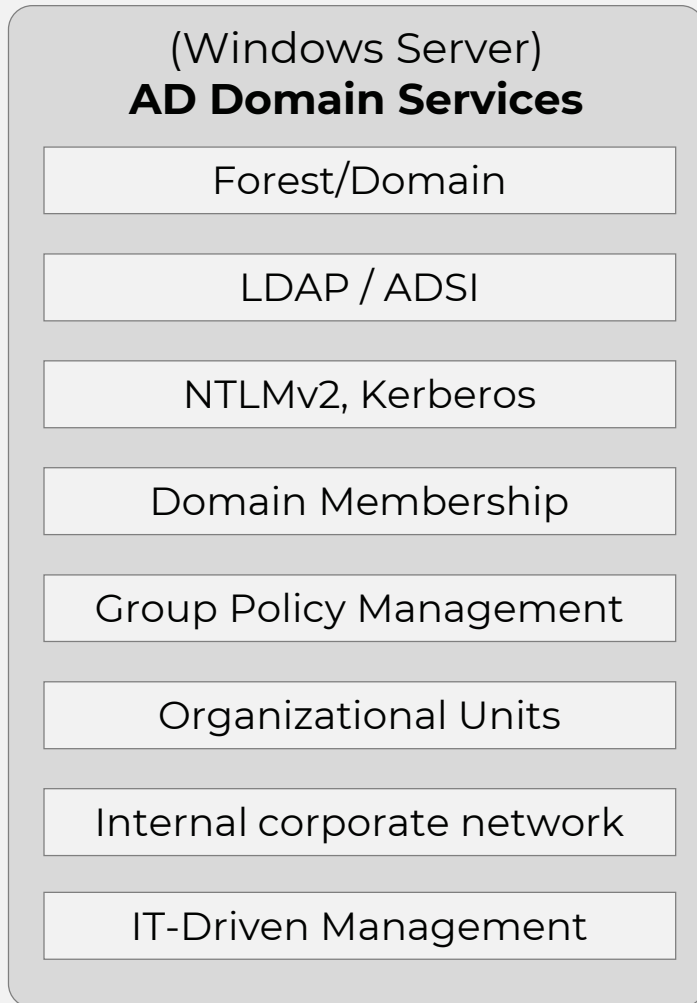 (Windows Server)
AD Domain Services
Forest/Domain
LDAP / ADSI
NTLMv2, Kerberos
Domain Membership
Group Policy Management
Organizational Units
Internal corporate network
IT-Driven Management